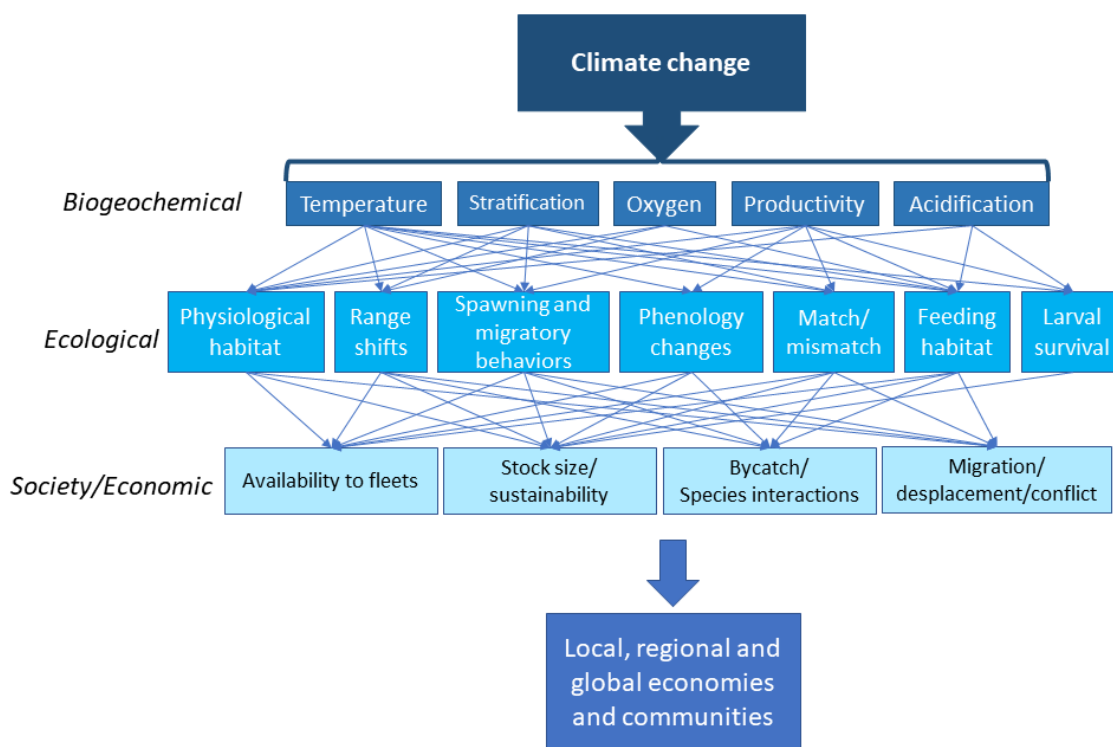 Climate change
Biogeochemical
Temperature
Stratification
Oxygen
Productivity
Acidification
Ecological
Physiological
habitat
Range
shifts
Spawning and
migratory
behaviors
Phenology
changes
Match/
mismatch
Feeding
habitat
Larval
survival
Society/Economic
Availability to fleets
Stock size/
sustainability
Bycatch/
Species interactions
Migration/
desplacement/conflict
Local, regional and
global economies
and communities